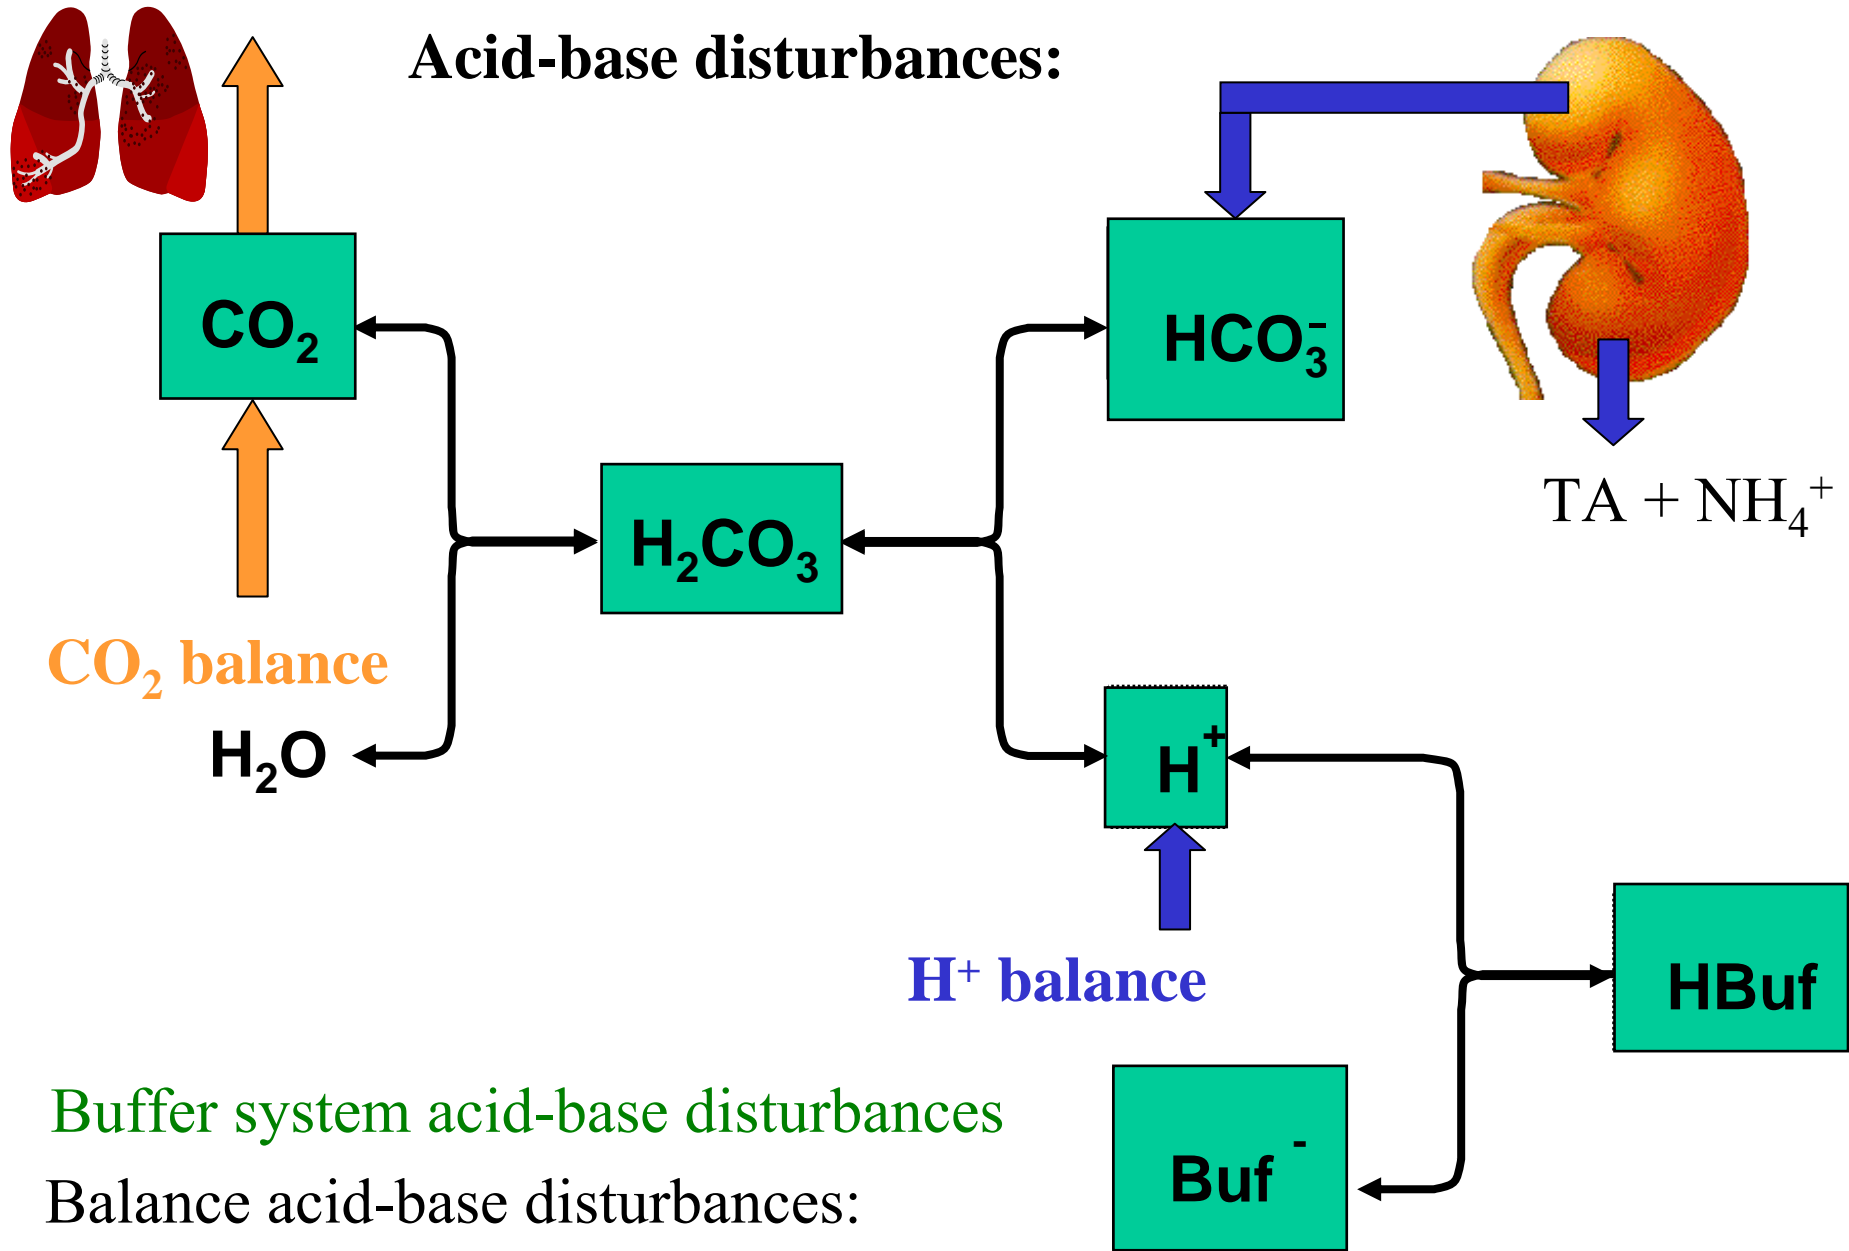 Acid-base disturbances:
CO₂
HCO₃⁻
TA + NH₄⁺
H₂CO₃
CO₂ balance
H₂O
H⁺
H⁺ balance
HBuf
Buffer system acid-base disturbances
Buf ⁻
Balance acid-base disturbances: